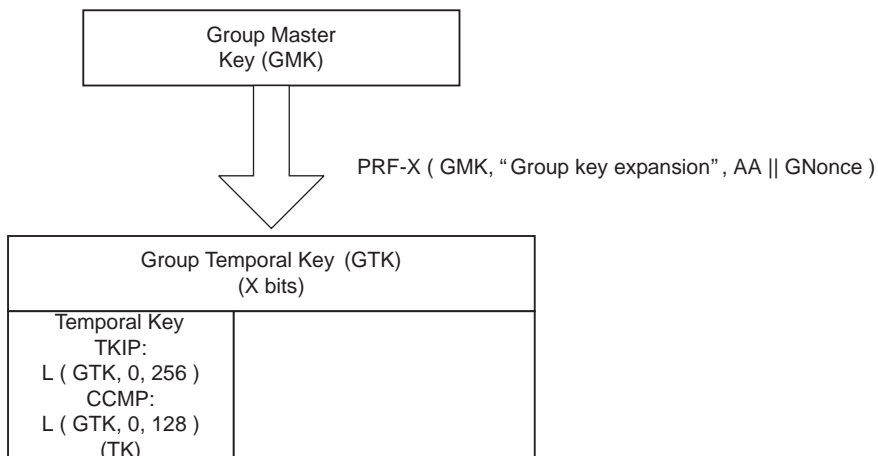 Group Master
Key (GMK)
PRF-X ( GMK, “Group key expansion”, AA || GNonce )
Group Temporal Key (GTK)
(X bits)
Temporal Key
TKIP:
L ( GTK, 0, 256 )
CCMP:
L ( GTK, 0, 128 )
(TK)